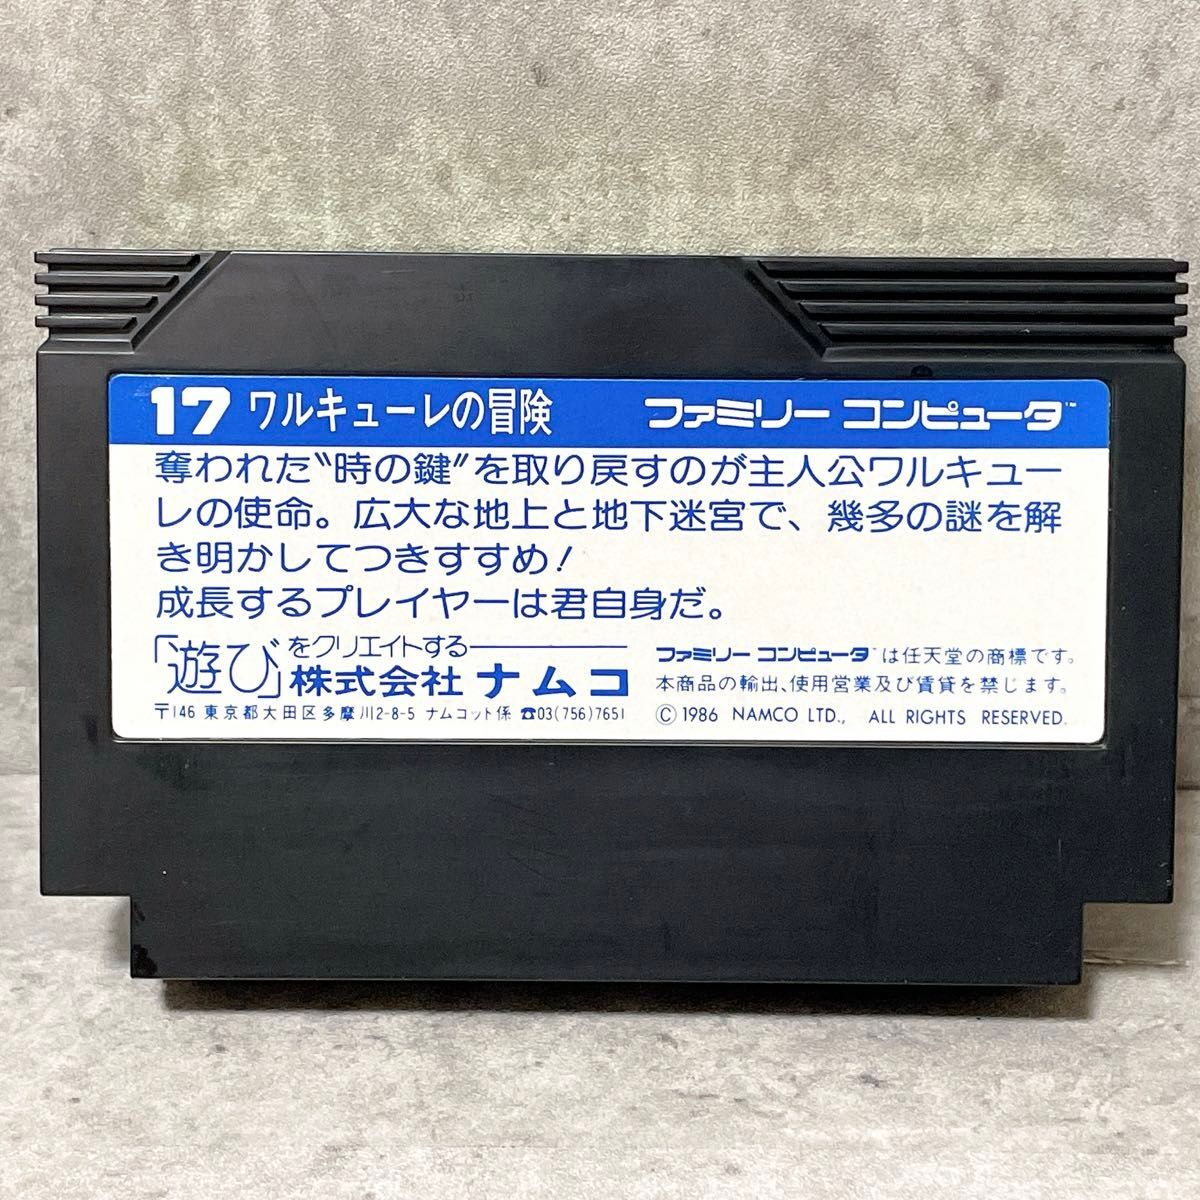 17 ワルキューレの冒険 ファミリー コンピュータ™
奪われた〝時の鍵〟を取り戻すのが主人公ワルキュー
レの使命。広大な地上と地下迷宮で、幾多の謎を解
き明かしてつきすすめ!
成長するプレイヤーは君自身だ。
「遊び」をクリエイトする
株式会社 ナムコ
〒146 東京都大田区多摩川2-8-5 ナムコット係 ☎03(756)7651
ファミリー コンピュータ™は任天堂の商標です。
本商品の輸出、使用営業及び賃貸を禁じます。
© 1986 NAMCO LTD., ALL RIGHTS RESERVED.